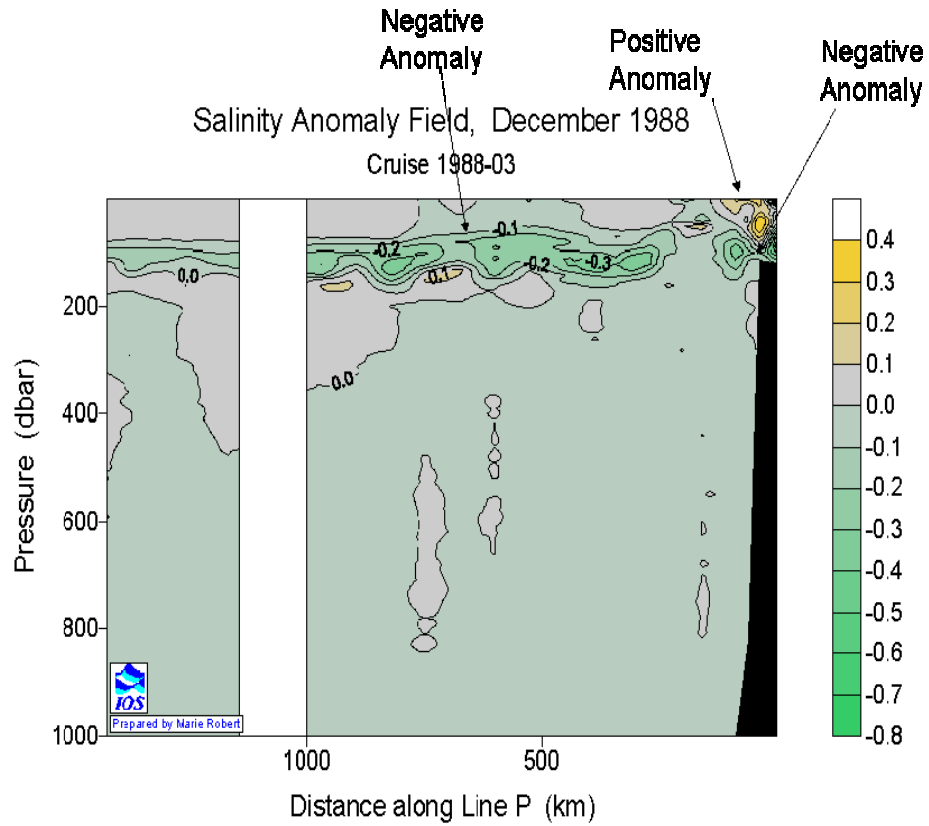 Negative
Anomaly
Positive
Anomaly
Negative
Anomaly
Salinity Anomaly Field, December 1988
Cruise 1988-03
-0.1
-0.2
-0.2
-0.3
-0.1
0.0
0.0
200
400
600
800
1000
Pressure (dbar)
0.4
0.3
0.2
0.1
0.0
-0.1
-0.2
-0.3
-0.4
-0.5
-0.6
-0.7
-0.8
IOS
Prepared by Marie Robert
1000
500
Distance along Line P (km)